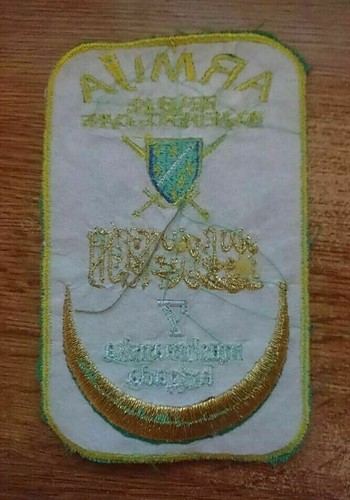 ARMIJA
REPUBLIKE
BOSNE I HERCEGOVINE
7
muslimanska
brigada